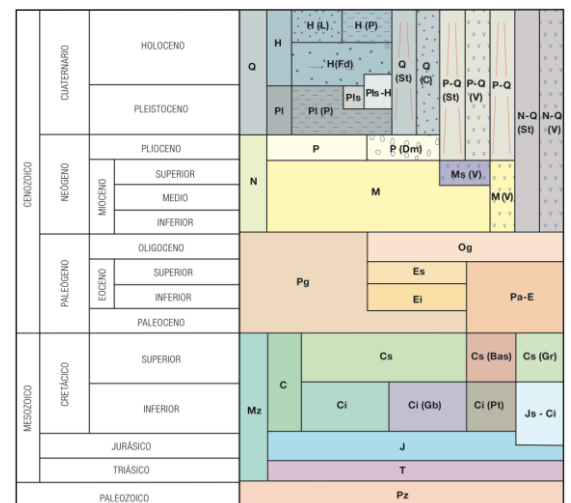 CENOZOICO
CUATERNARIO
HOLOCENO
PLEISTOCENO
NEÓGENO
PLIOCENO
MIOCENO
SUPERIOR
MEDIO
INFERIOR
PALEÓGENO
OLIGOCENO
EOCENO
SUPERIOR
INFERIOR
PALEOCENO
MESOZOICO
CRETÁCICO
SUPERIOR
INFERIOR
JURÁSICO
TRIÁSICO
PALEOZOICO
Q
H
H (L)
H (P)
H(Fd)
Pl
Pl (P)
Pls
Pls - H
Q (St)
Q (C)
P-Q (St)
P-Q (V)
P-Q
N-Q (St)
N-Q (V)
N
P
P (Dm)
M
Ms (V)
M (V)
Pg
Og
Es
Ei
Pa-E
Mz
C
Cs
Cs (Bas)
Cs (Gr)
Ci
Ci (Gb)
Ci (Pt)
Js - Ci
J
T
Pz